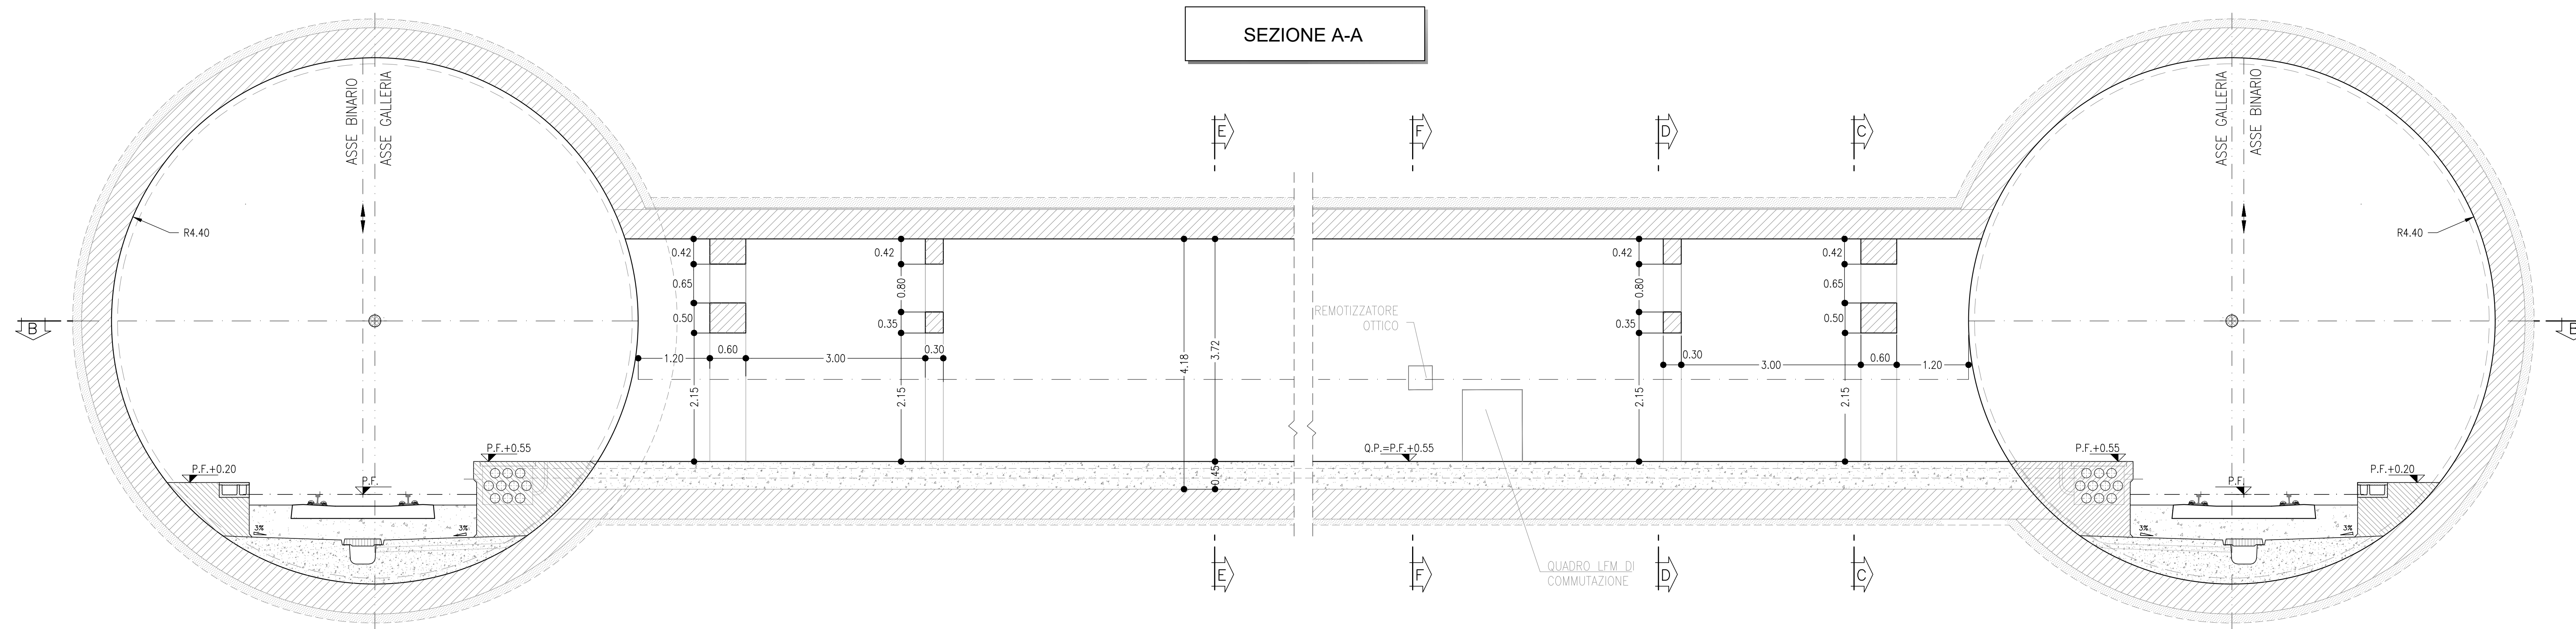 SEZIONE A-A
ASSE BINARIO
ASSE GALLERIA
ASSE GALLERIA
ASSE BINARIO
E
F
D
C
R4.40
R4.40
0.42
0.42
0.42
0.42
0.65
0.80
0.80
0.65
0.50
0.35
0.35
0.50
REMOTIZZATORE
OTTICO
B
1.20
0.60
3.00
0.30
4.18
3.72
0.30
3.00
0.60
1.20
2.15
2.15
2.15
2.15
P.F.+0.55
Q.P.=P.F.+0.55
P.F.+0.55
P.F.+0.20
P.F.
0.45
P.F.
P.F.+0.20
3%
3%
3%
3%
E
F
QUADRO LFM DI
COMMUTAZIONE
D
C